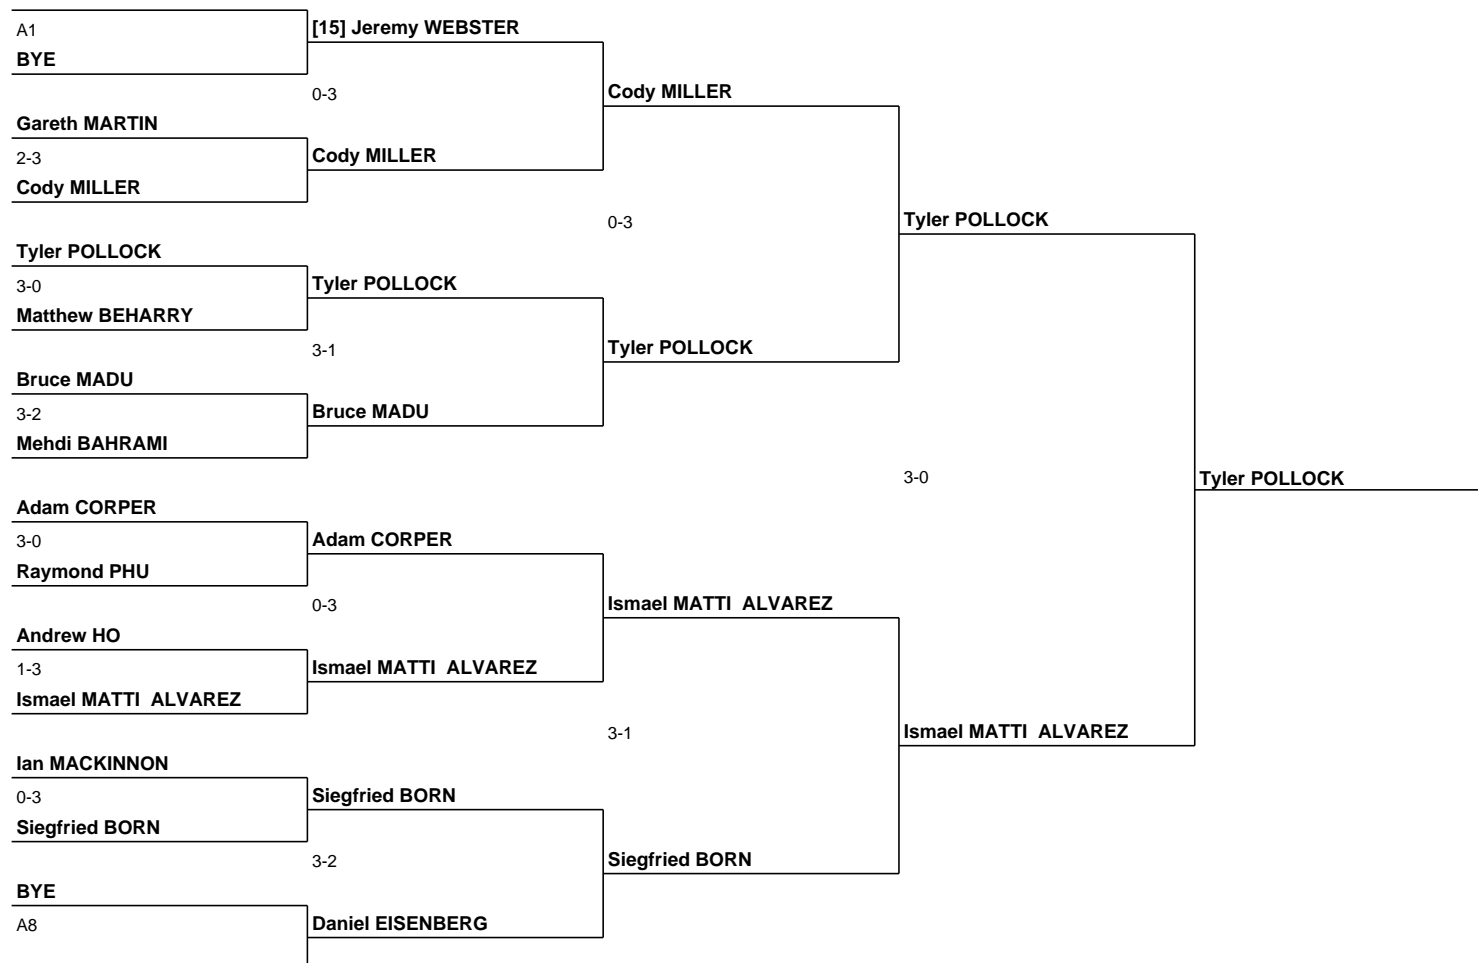 A1
BYE
[15] Jeremy WEBSTER
0-3
Gareth MARTIN
2-3
Cody MILLER
Cody MILLER
Cody MILLER
0-3
Tyler POLLOCK
3-0
Matthew BEHARRY
Tyler POLLOCK
3-1
Bruce MADU
3-2
Mehdi BAHRAMI
Bruce MADU
Tyler POLLOCK
Tyler POLLOCK
3-0
Tyler POLLOCK
Adam CORPER
3-0
Raymond PHU
Adam CORPER
0-3
Andrew HO
1-3
Ismael MATTI  ALVAREZ
Ismael MATTI  ALVAREZ
Ismael MATTI  ALVAREZ
3-1
Ismael MATTI  ALVAREZ
Ian MACKINNON
0-3
Siegfried BORN
Siegfried BORN
3-2
Siegfried BORN
BYE
A8
Daniel EISENBERG